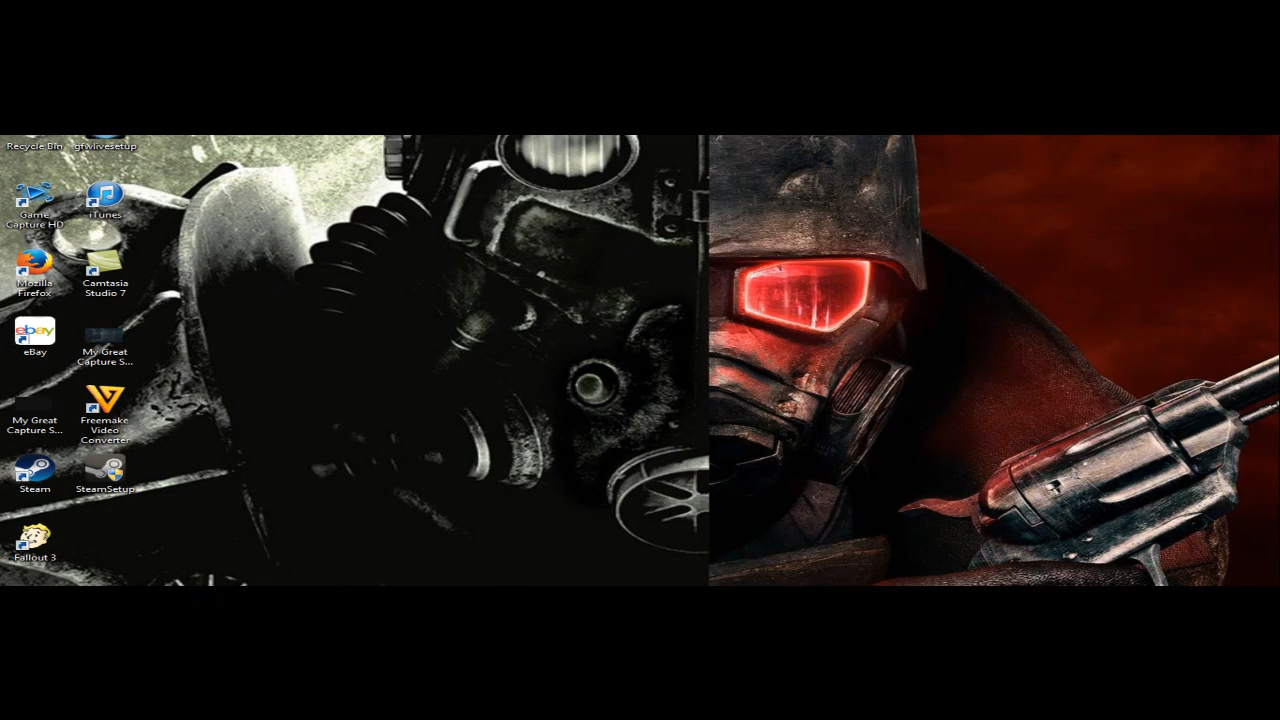 Recycle Bin
gfwlivesetup
Game
Capture HD
iTunes
Mozilla
Firefox
Camtasia
Studio 7
ebay
eBay
My Great
Capture S...
My Great
Capture S...
Freemake
Video
Converter
Steam
SteamSetup
Fallout 3